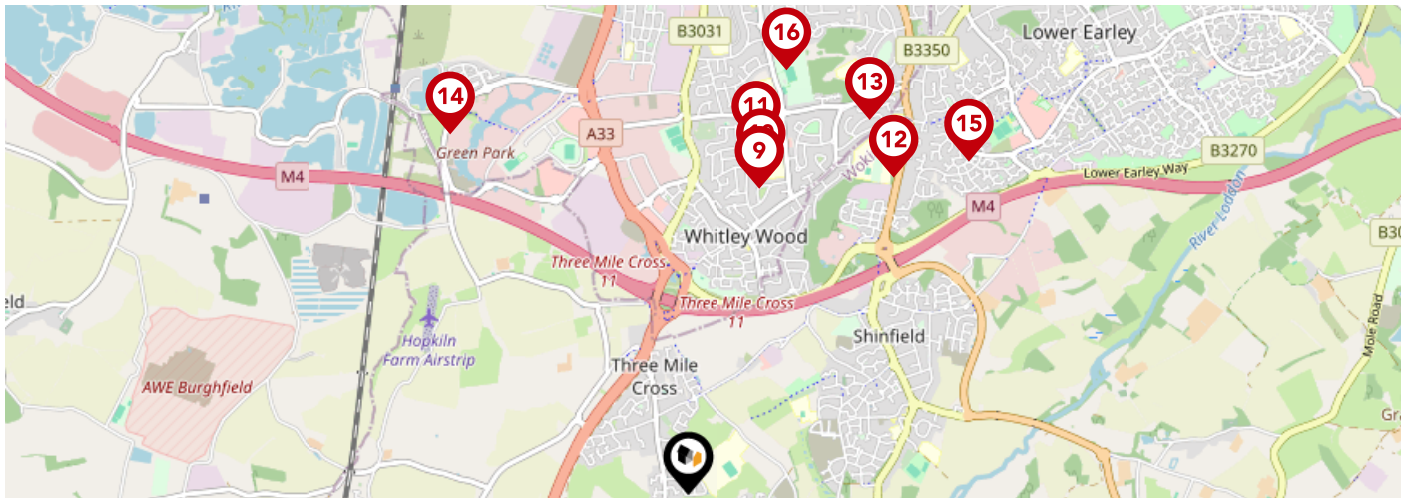 16
B3031
Lower Earley
B3350
13
14
11
15
A33
12
9
Green Park
B3270
M4
Lower Earley Way
M4
River Loddon
Whitley Wood
Three Mile Cross
11
Three Mile Cross
11
Mole Road
Hopkiln
Farm Airstrip
Shinfield
Three Mile
Cross
AWE Burghfield